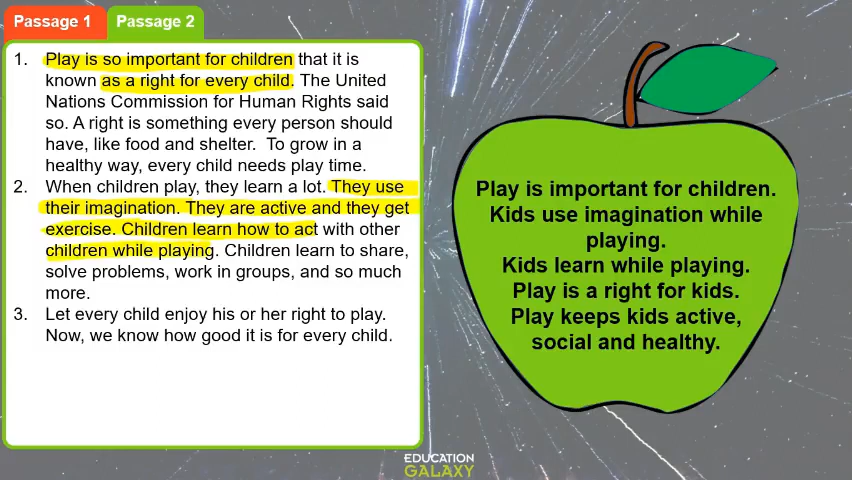 Passage 1
Passage 2
1. Play is so important for children that it is
known as a right for every child. The United
Nations Commission for Human Rights said
so. A right is something every person should
have, like food and shelter.  To grow in a
healthy way, every child needs play time.
2. When children play, they learn a lot. They use
their imagination. They are active and they get
exercise. Children learn how to act with other
children while playing. Children learn to share,
solve problems, work in groups, and so much
more.
3. Let every child enjoy his or her right to play.
Now, we know how good it is for every child.
Play is important for children.
Kids use imagination while
playing.
Kids learn while playing.
Play is a right for kids.
Play keeps kids active,
social and healthy.
EDUCATION
GALAXY